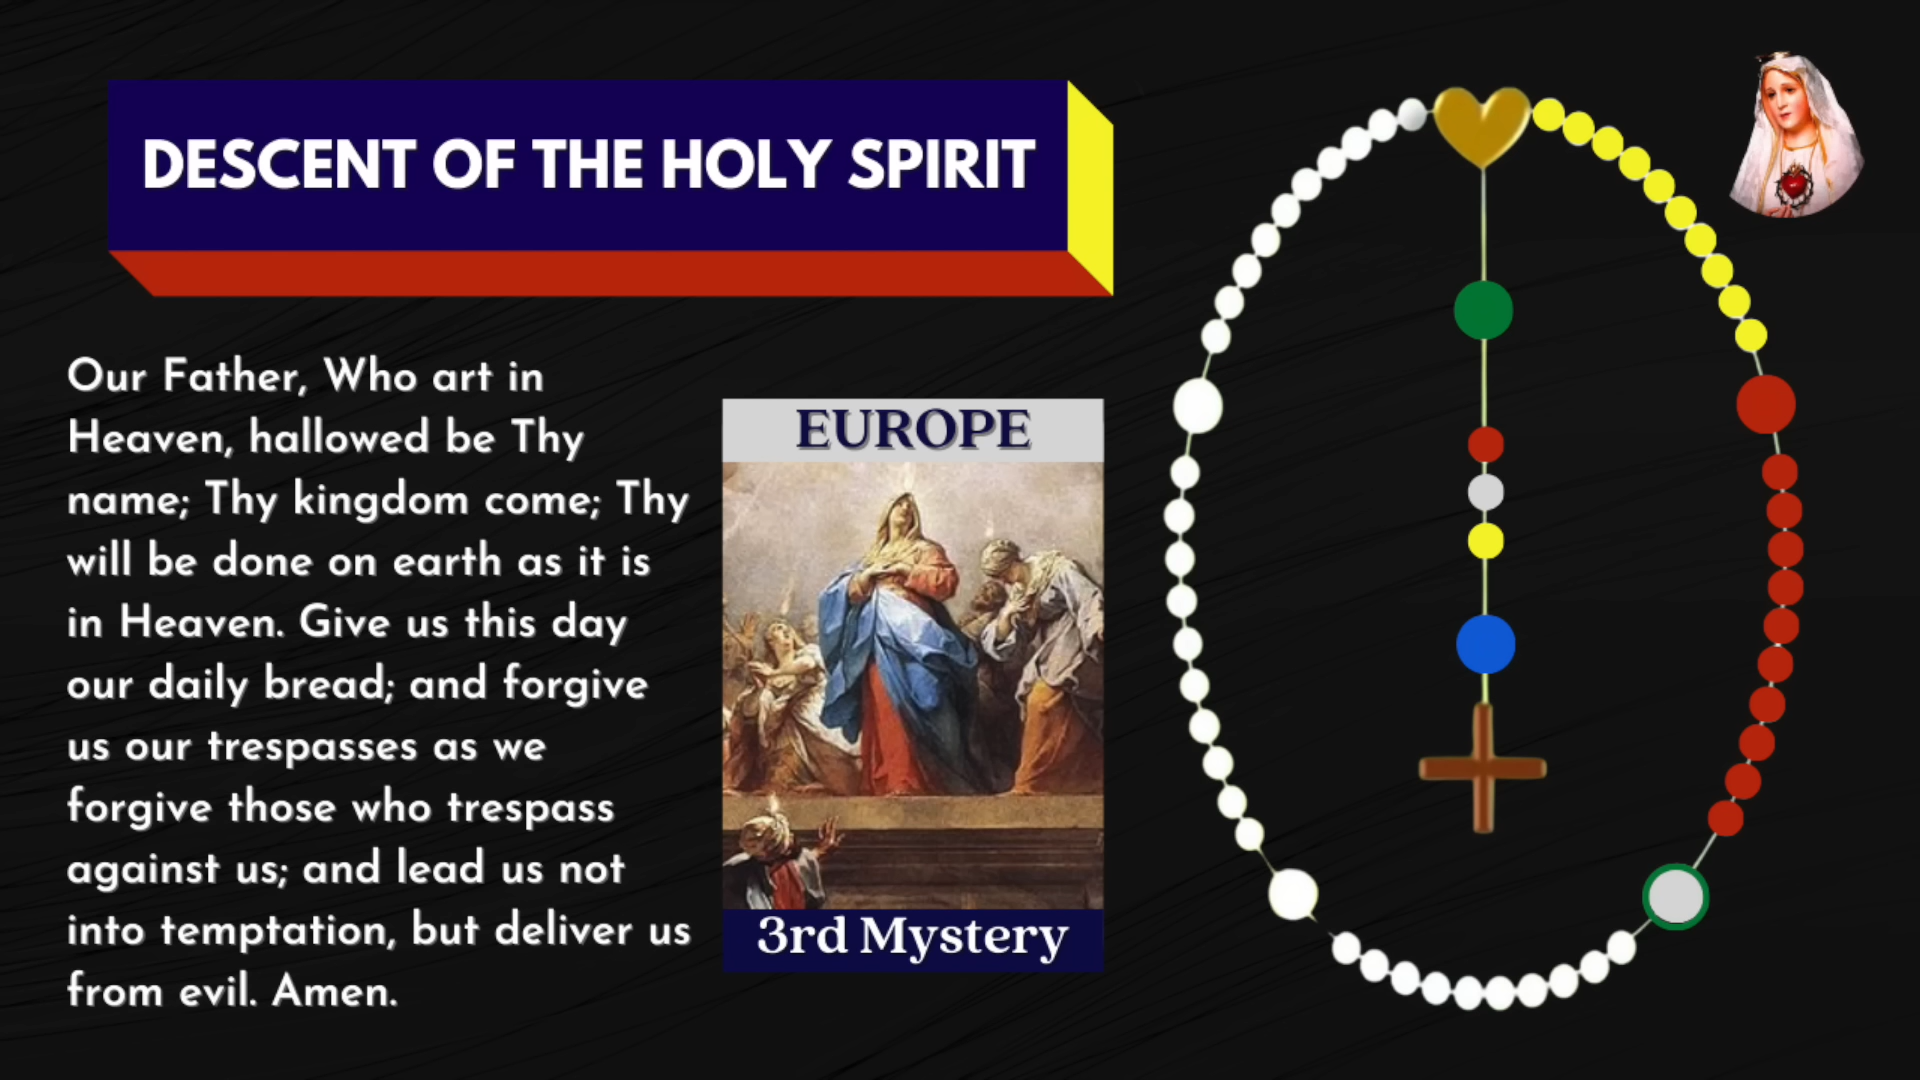 DESCENT OF THE HOLY SPIRIT
Our Father, Who art in
Heaven, hallowed be Thy
name; Thy kingdom come; Thy
will be done on earth as it is
in Heaven. Give us this day
our daily bread; and forgive
us our trespasses as we
forgive those who trespass
against us; and lead us not
into temptation, but deliver us
from evil. Amen.
EUROPE
3rd Mystery